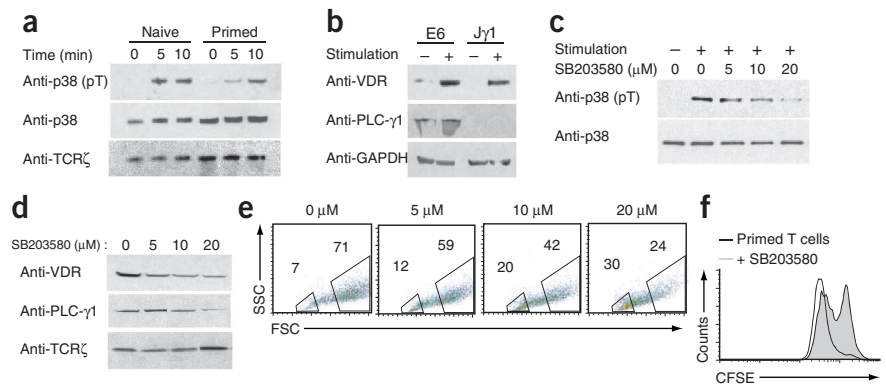 a
Naive Primed
Time (min) 0 5 10 0 5 10
Anti-p38 (pT)
Anti-p38
Anti-TCRζ
b
E6 Jγ1
Stimulation – + – +
Anti-VDR
Anti-PLC-γ1
Anti-GAPDH
c
Stimulation – + + + +
SB203580 (μM) 0 0 5 10 20
Anti-p38 (pT)
Anti-p38
d
SB203580 (μM) : 0 5 10 20
Anti-VDR
Anti-PLC-γ1
Anti-TCRζ
e
0 μM 5 μM 10 μM 20 μM
71 59 42 24
7 12 20 30
SSC
FSC
f
Primed T cells
+ SB203580
Counts
CFSE